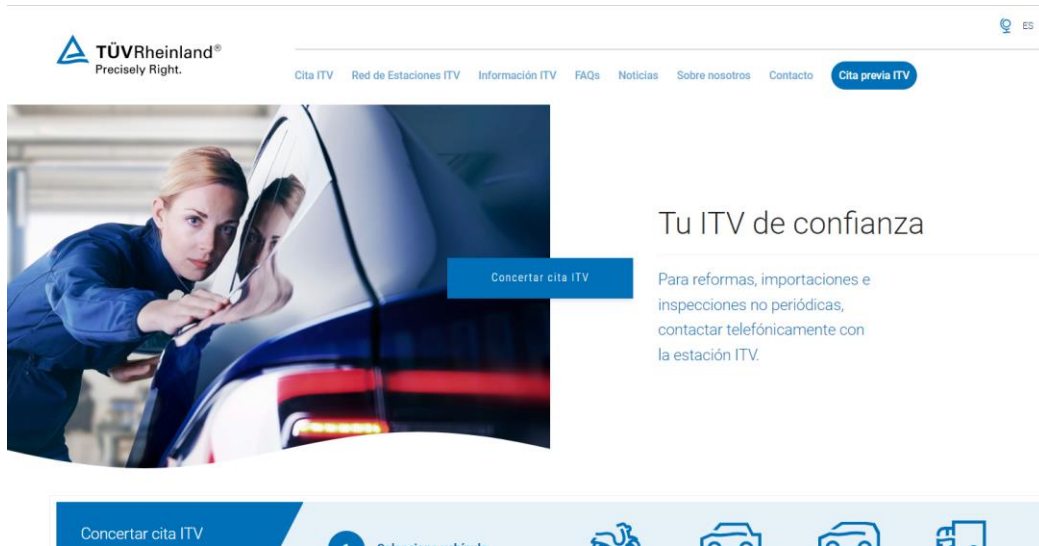 ES
TÜVRheinland®
Precisely Right.
Cita ITV Red de Estaciones ITV Información ITV FAQs Noticias Sobre nosotros Contacto Cita previa ITV
Tu ITV de confianza
Concertar cita ITV
Para reformas, importaciones e
inspecciones no periódicas,
contactar telefónicamente con
la estación ITV.
Concertar cita ITV